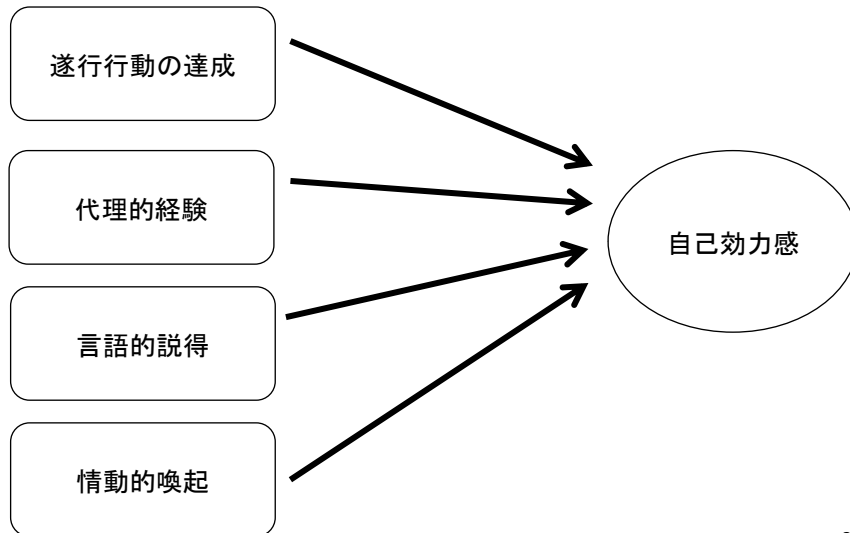 遂行行動の達成
代理的経験
言語的説得
情動的喚起
自己効力感